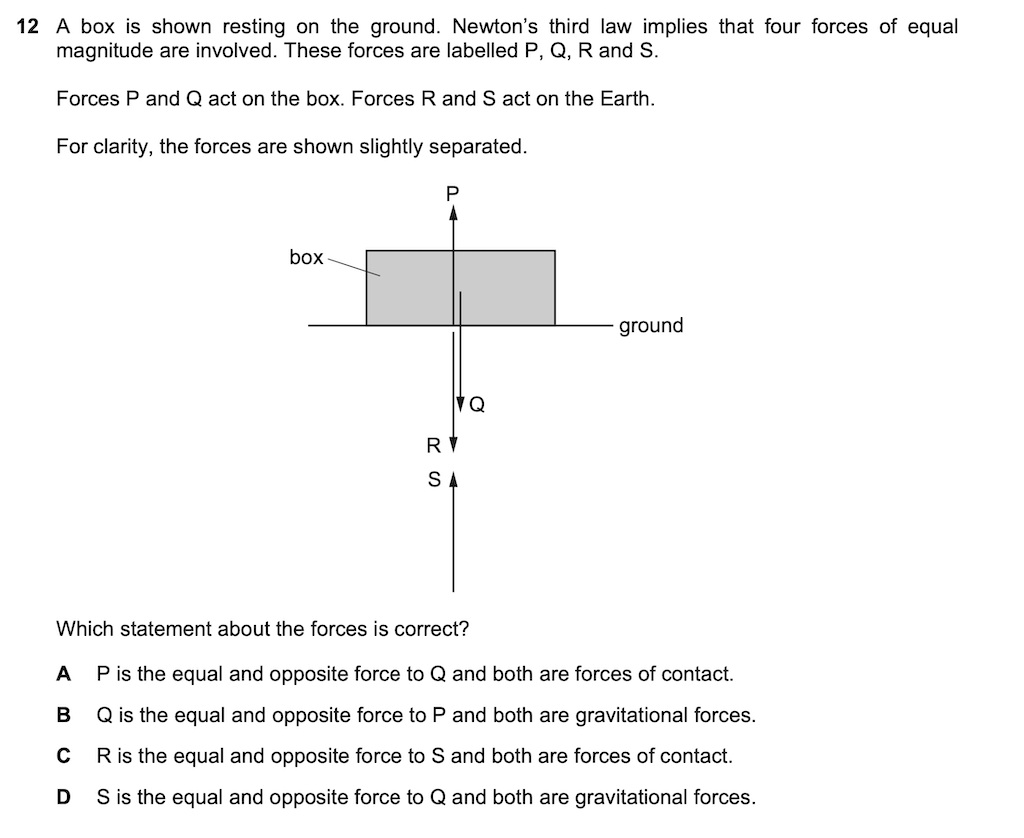 12 A box is shown resting on the ground. Newton's third law implies that four forces of equal
magnitude are involved. These forces are labelled P, Q, R and S.
Forces P and Q act on the box. Forces R and S act on the Earth.
For clarity, the forces are shown slightly separated.
P
box
ground
Q
R
S
Which statement about the forces is correct?
A P is the equal and opposite force to Q and both are forces of contact.
B Q is the equal and opposite force to P and both are gravitational forces.
C R is the equal and opposite force to S and both are forces of contact.
D S is the equal and opposite force to Q and both are gravitational forces.